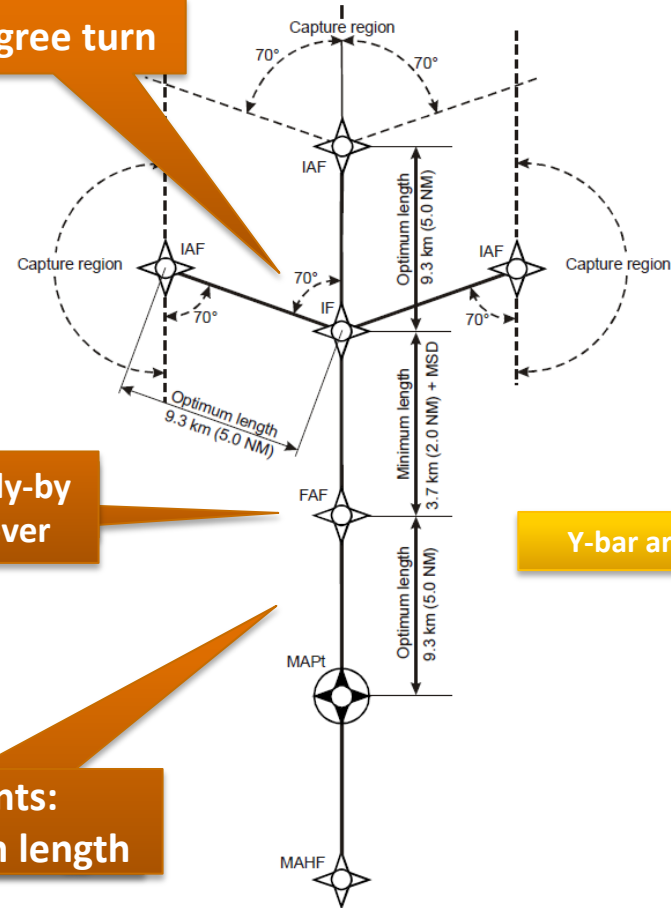 gree turn
Capture region
70°
70°
IAF
Optimum length
9.3 km (5.0 NM)
Capture region
IAF
70°
70°
IF
IAF
70°
Capture region
Optimum length
9.3 km (5.0 NM)
Minimum length
3.7 km (2.0 NM) + MSD
ly-by
ver
FAF
Y-bar ar
Optimum length
9.3 km (5.0 NM)
MAPt
nts:
length
MAHF